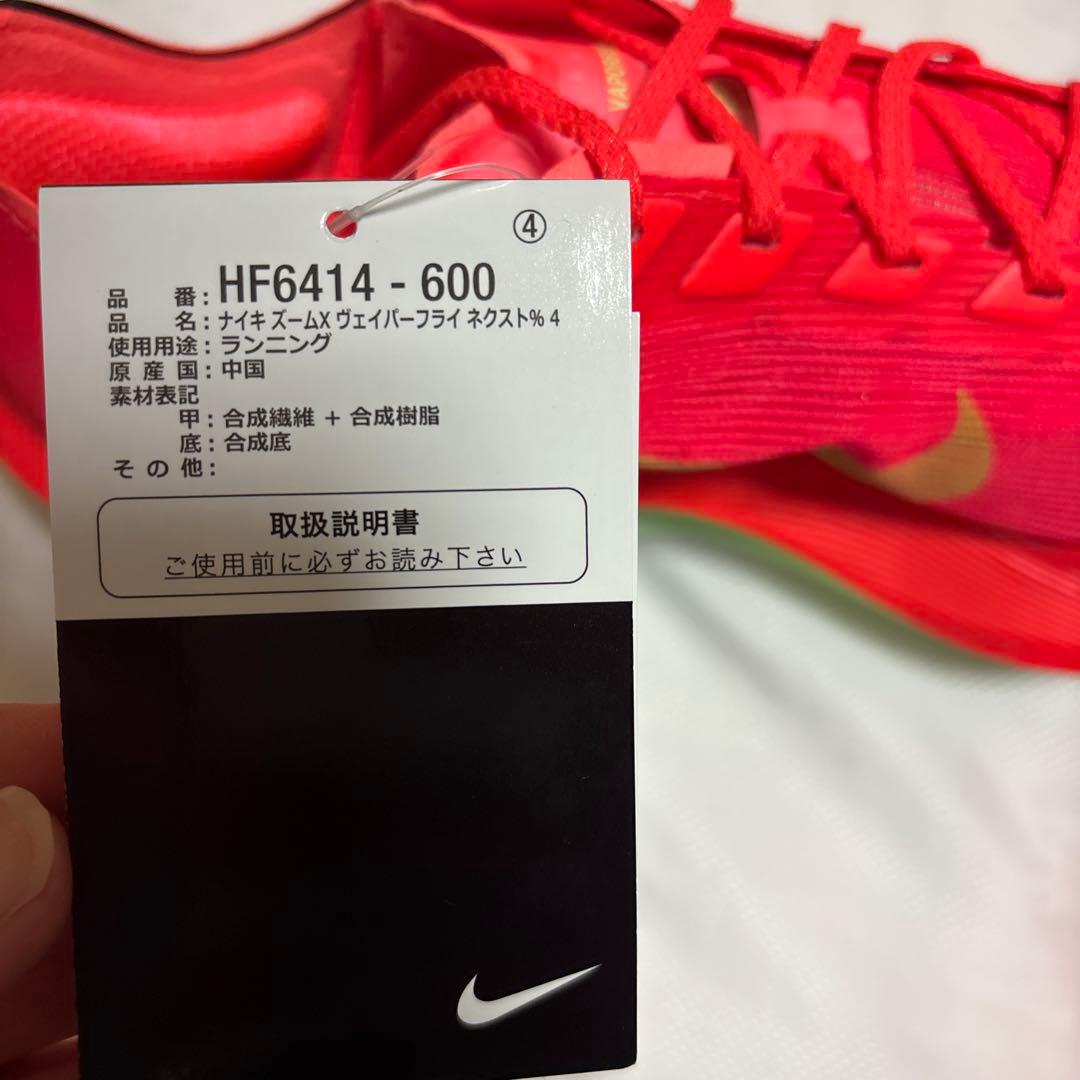 ④
品 番: HF6414 - 600
品 名: ナイキ ズームX ヴェイパーフライ ネクスト% 4
使用用途: ランニング
原産国: 中国
素材表記
甲: 合成繊維 + 合成樹脂
底: 合成底
その他:
取扱説明書
ご使用前に必ずお読み下さい